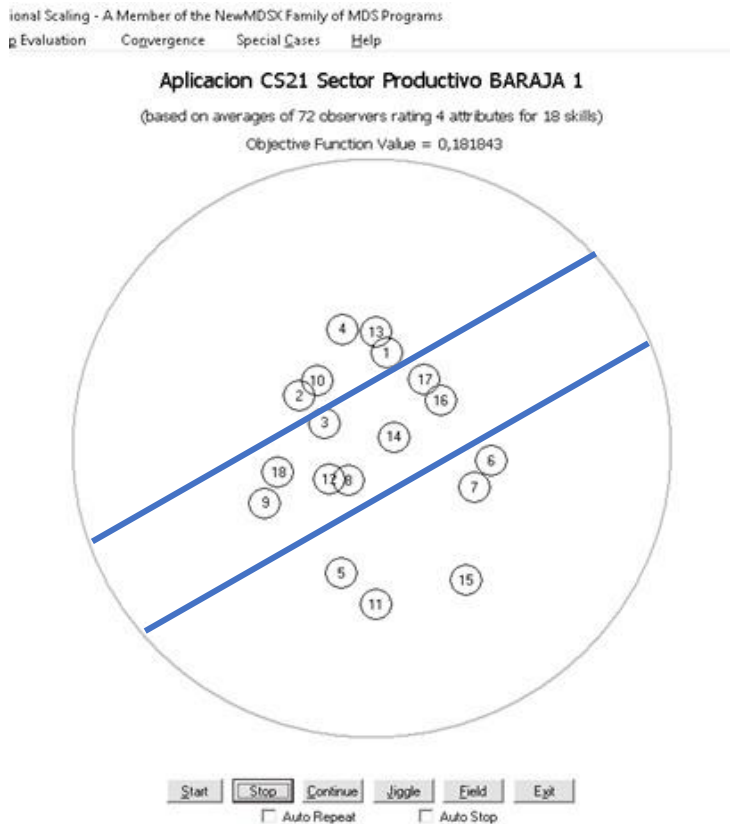 ional Scaling - A Member of the NewMDSX Family of MDS Programs
p Evaluation Convergence Special Cases Help
Aplicacion CS21 Sector Productivo BARAJA 1
(based on averages of 72 observers rating 4 attributes for 18 skills)
Objective Function Value = 0,181843
4 13
1
10 17
2 16
3
14
6
18 12 8 7
9
5 15
11
Start Stop Continue Jiggle Field Exit
Auto Repeat Auto Stop